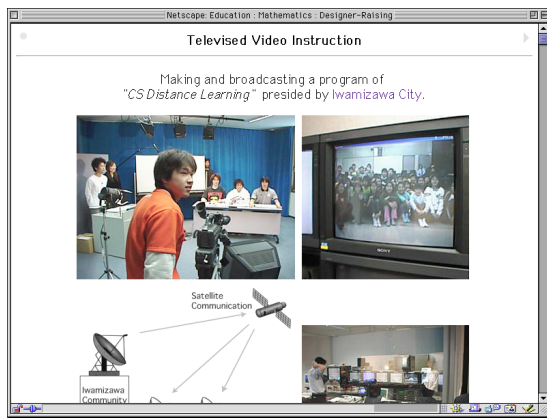 Netscape: Education : Mathematics : Designer-Raising
Televised Video Instruction
Making and broadcasting a program of
"CS Distance Learning" presided by Iwamizawa City.
SONY
Satellite
Communication
Iwamizawa
Community